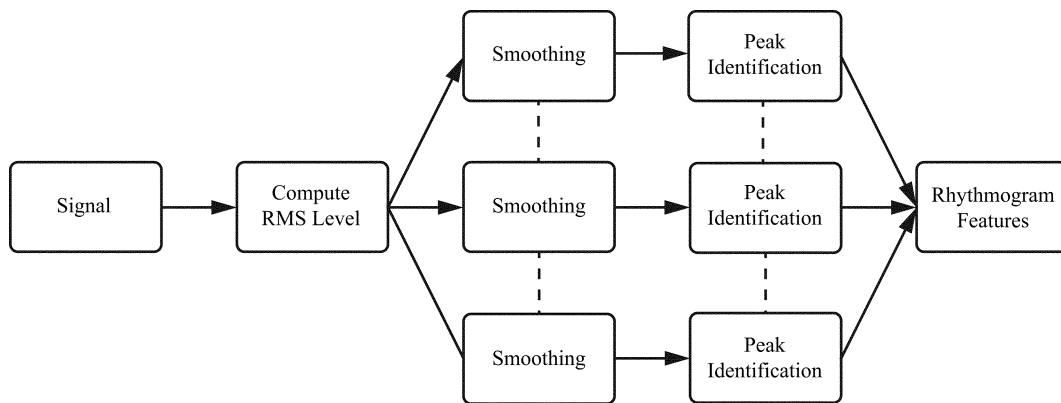 Smoothing
Peak
Identification
Signal
Compute
RMS Level
Smoothing
Peak
Identification
Rhythmogram
Features
Smoothing
Peak
Identification